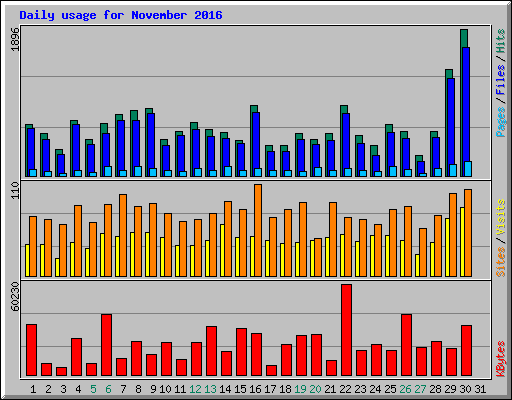 Daily usage for November 2016
1896
Pages / Files / Hits
110
Sites / Visits
60230
KBytes
1 2 3 4 5 6 7 8 9 10 11 12 13 14 15 16 17 18 19 20 21 22 23 24 25 26 27 28 29 30 31